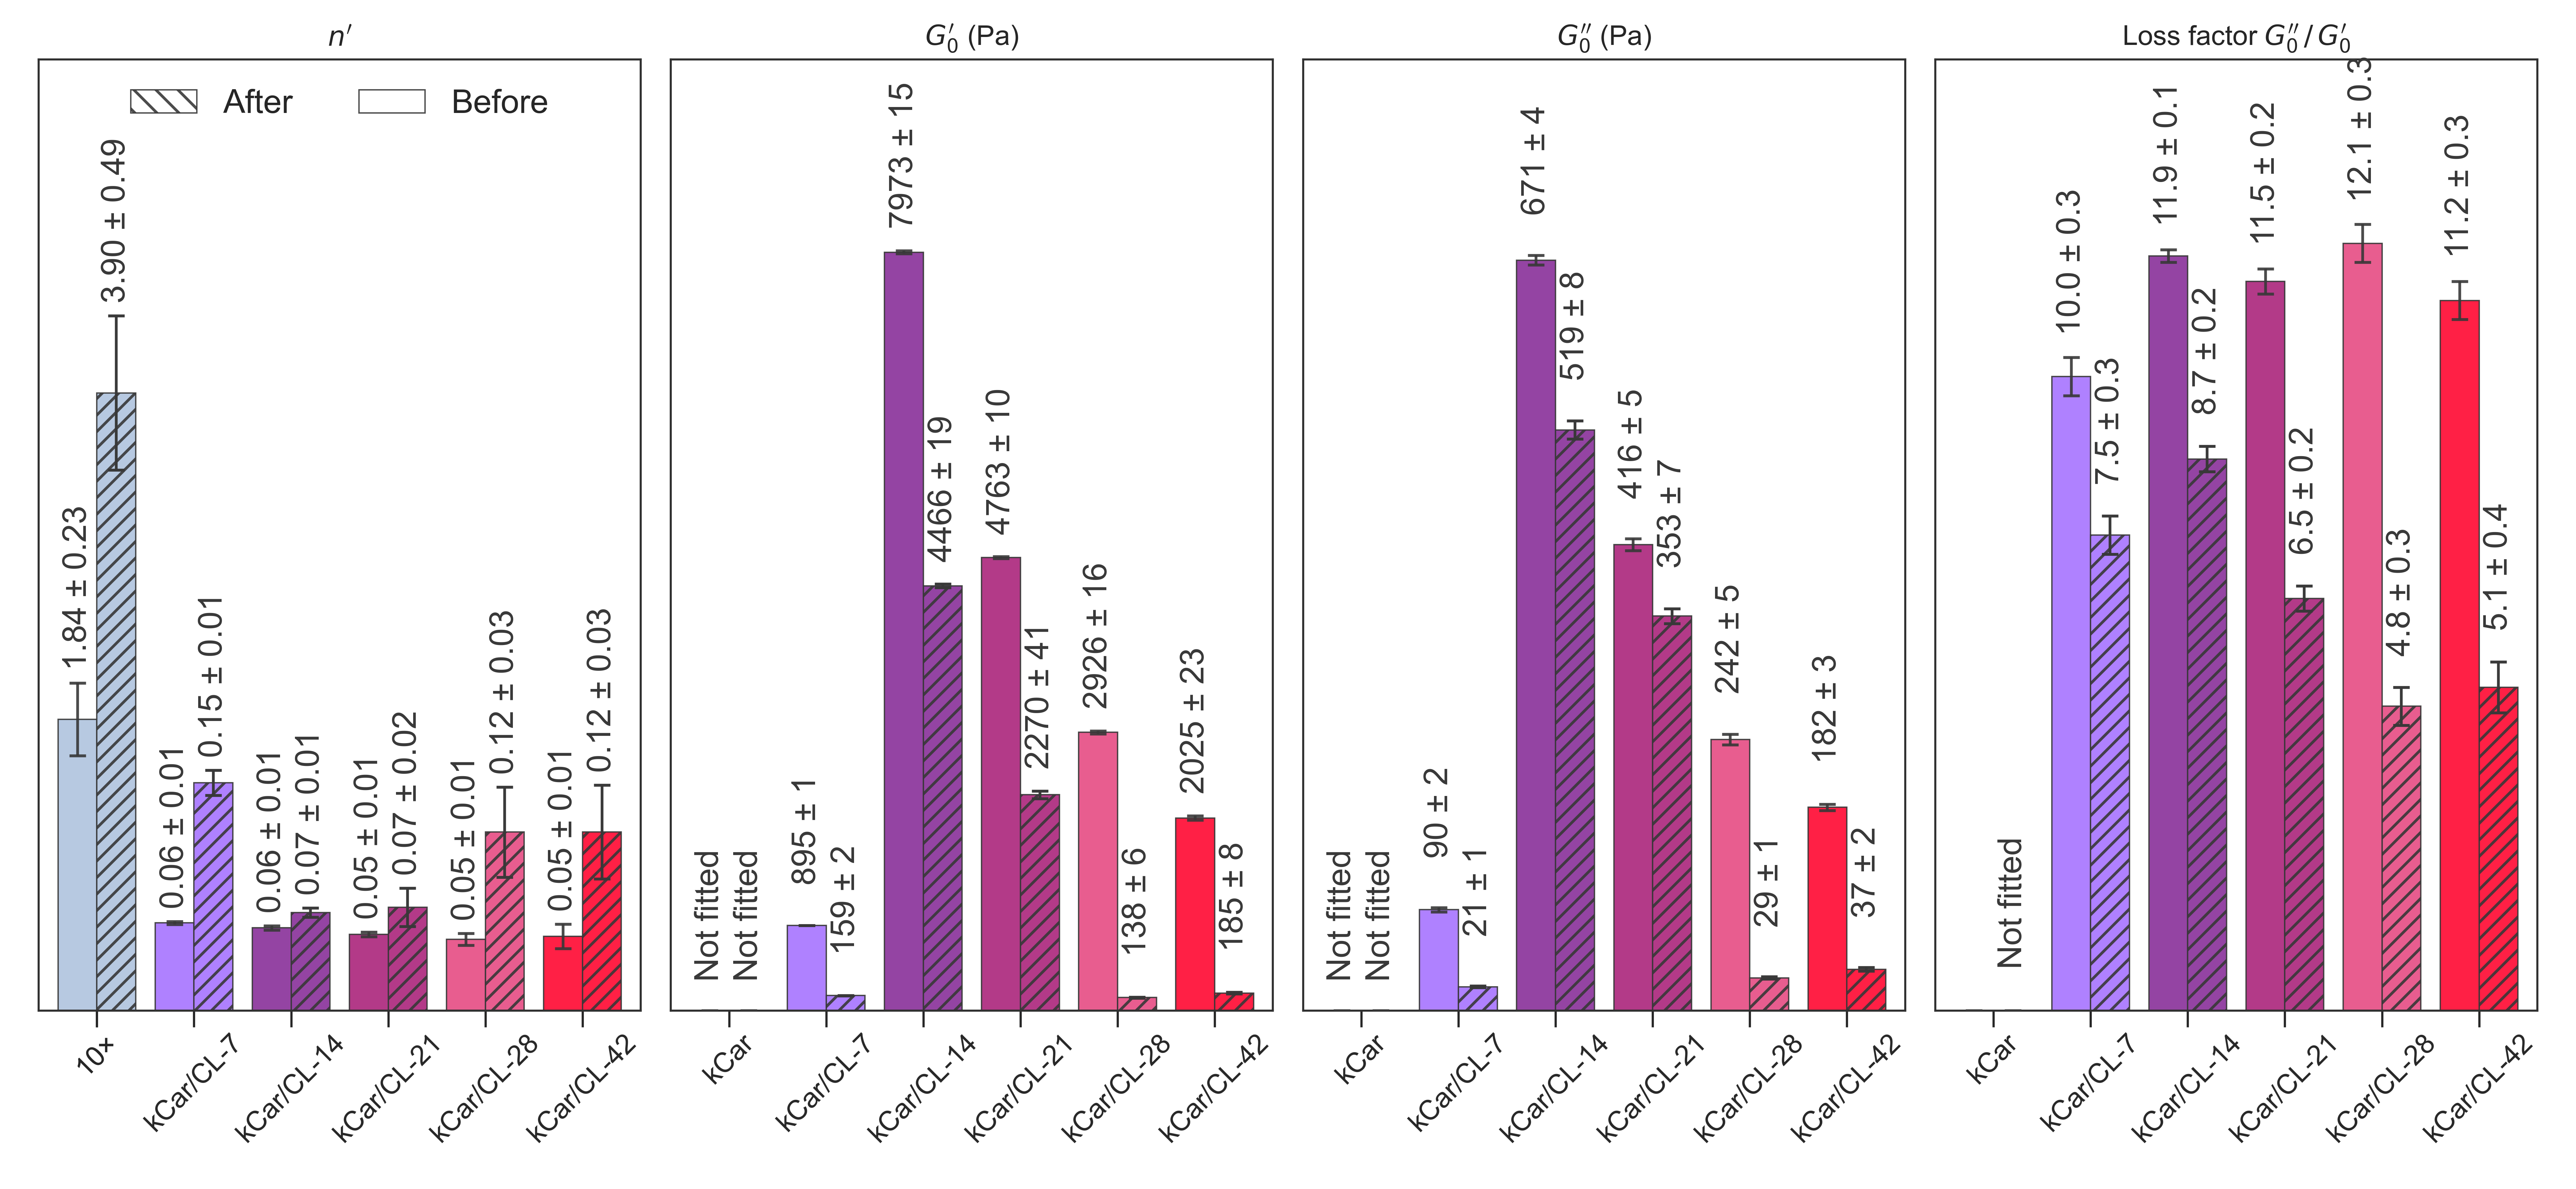 n′
After
Before
1.84 ± 0.23
3.90 ± 0.49
0.06 ± 0.01
0.15 ± 0.01
0.06 ± 0.01
0.07 ± 0.01
0.05 ± 0.01
0.07 ± 0.02
0.05 ± 0.01
0.12 ± 0.03
0.05 ± 0.01
0.12 ± 0.03
10×
kCar/CL-7
kCar/CL-14
kCar/CL-21
kCar/CL-28
kCar/CL-42
G′₀ (Pa)
Not fitted
Not fitted
895 ± 1
159 ± 2
7973 ± 15
4466 ± 19
4763 ± 10
2270 ± 41
2926 ± 16
138 ± 6
2025 ± 23
185 ± 8
kCar
kCar/CL-7
kCar/CL-14
kCar/CL-21
kCar/CL-28
kCar/CL-42
G″₀ (Pa)
Not fitted
Not fitted
90 ± 2
21 ± 1
671 ± 4
519 ± 8
416 ± 5
353 ± 7
242 ± 5
29 ± 1
182 ± 3
37 ± 2
kCar
kCar/CL-7
kCar/CL-14
kCar/CL-21
kCar/CL-28
kCar/CL-42
Loss factor G″₀ / G′₀
Not fitted
10.0 ± 0.3
7.5 ± 0.3
11.9 ± 0.1
8.7 ± 0.2
11.5 ± 0.2
6.5 ± 0.2
12.1 ± 0.3
4.8 ± 0.3
11.2 ± 0.3
5.1 ± 0.4
kCar
kCar/CL-7
kCar/CL-14
kCar/CL-21
kCar/CL-28
kCar/CL-42